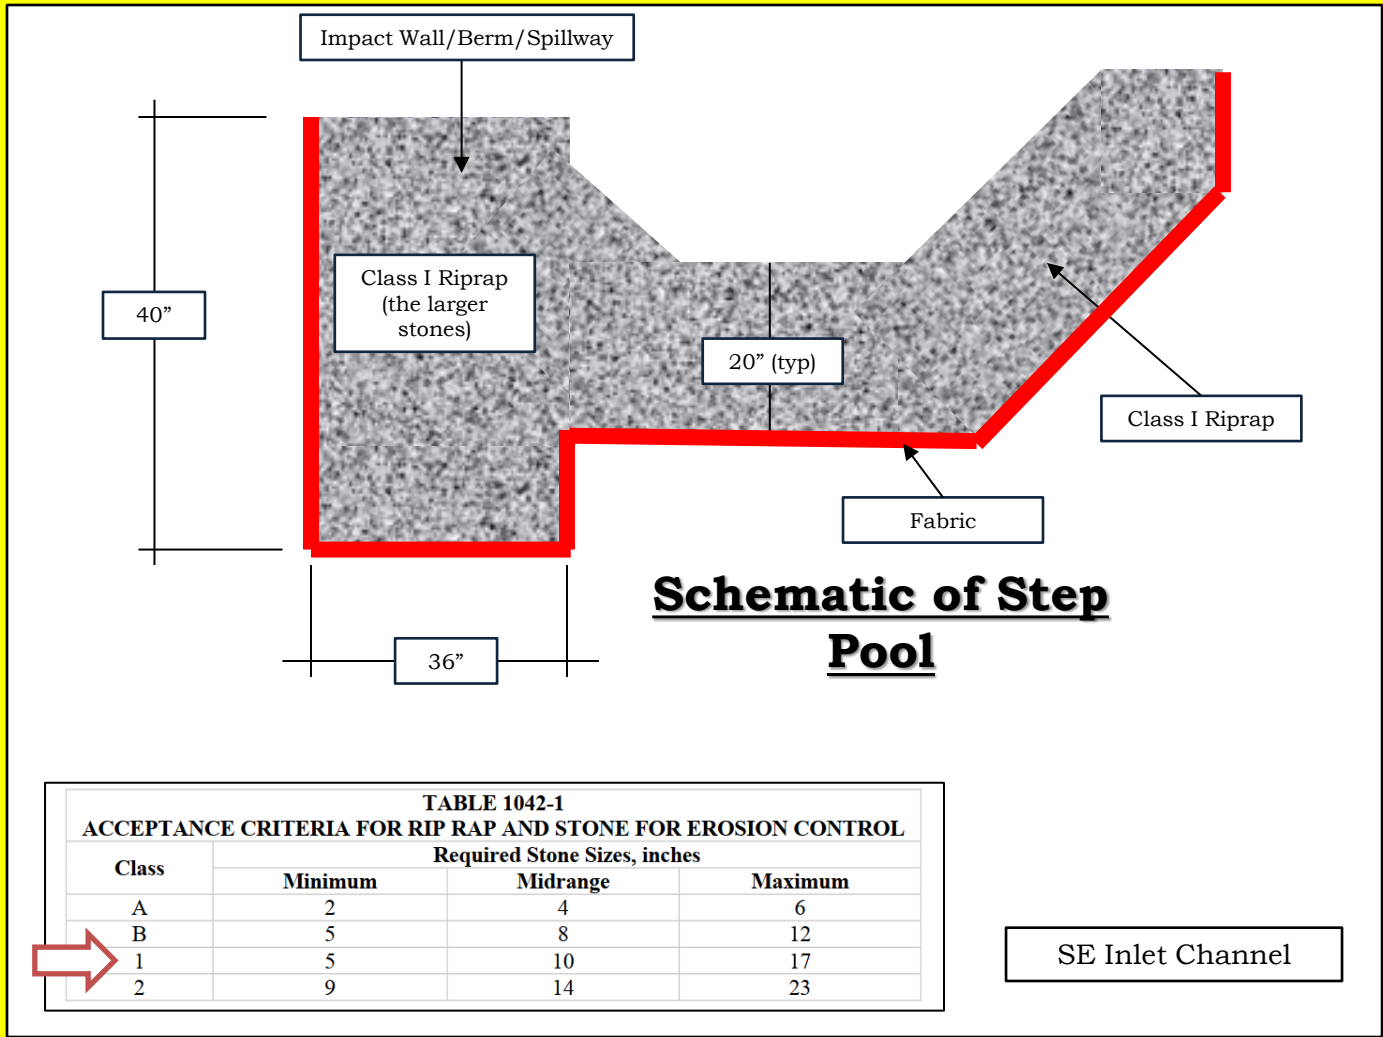 Impact Wall/Berm/Spillway
Class I Riprap
(the larger
stones)
40”
20” (typ)
Class I Riprap
Fabric
36”
Schematic of Step
Pool
TABLE 1042-1
ACCEPTANCE CRITERIA FOR RIP RAP AND STONE FOR EROSION CONTROL
Class Required Stone Sizes, inches
Minimum Midrange Maximum
A 2 4 6
B 5 8 12
1 5 10 17
2 9 14 23
SE Inlet Channel